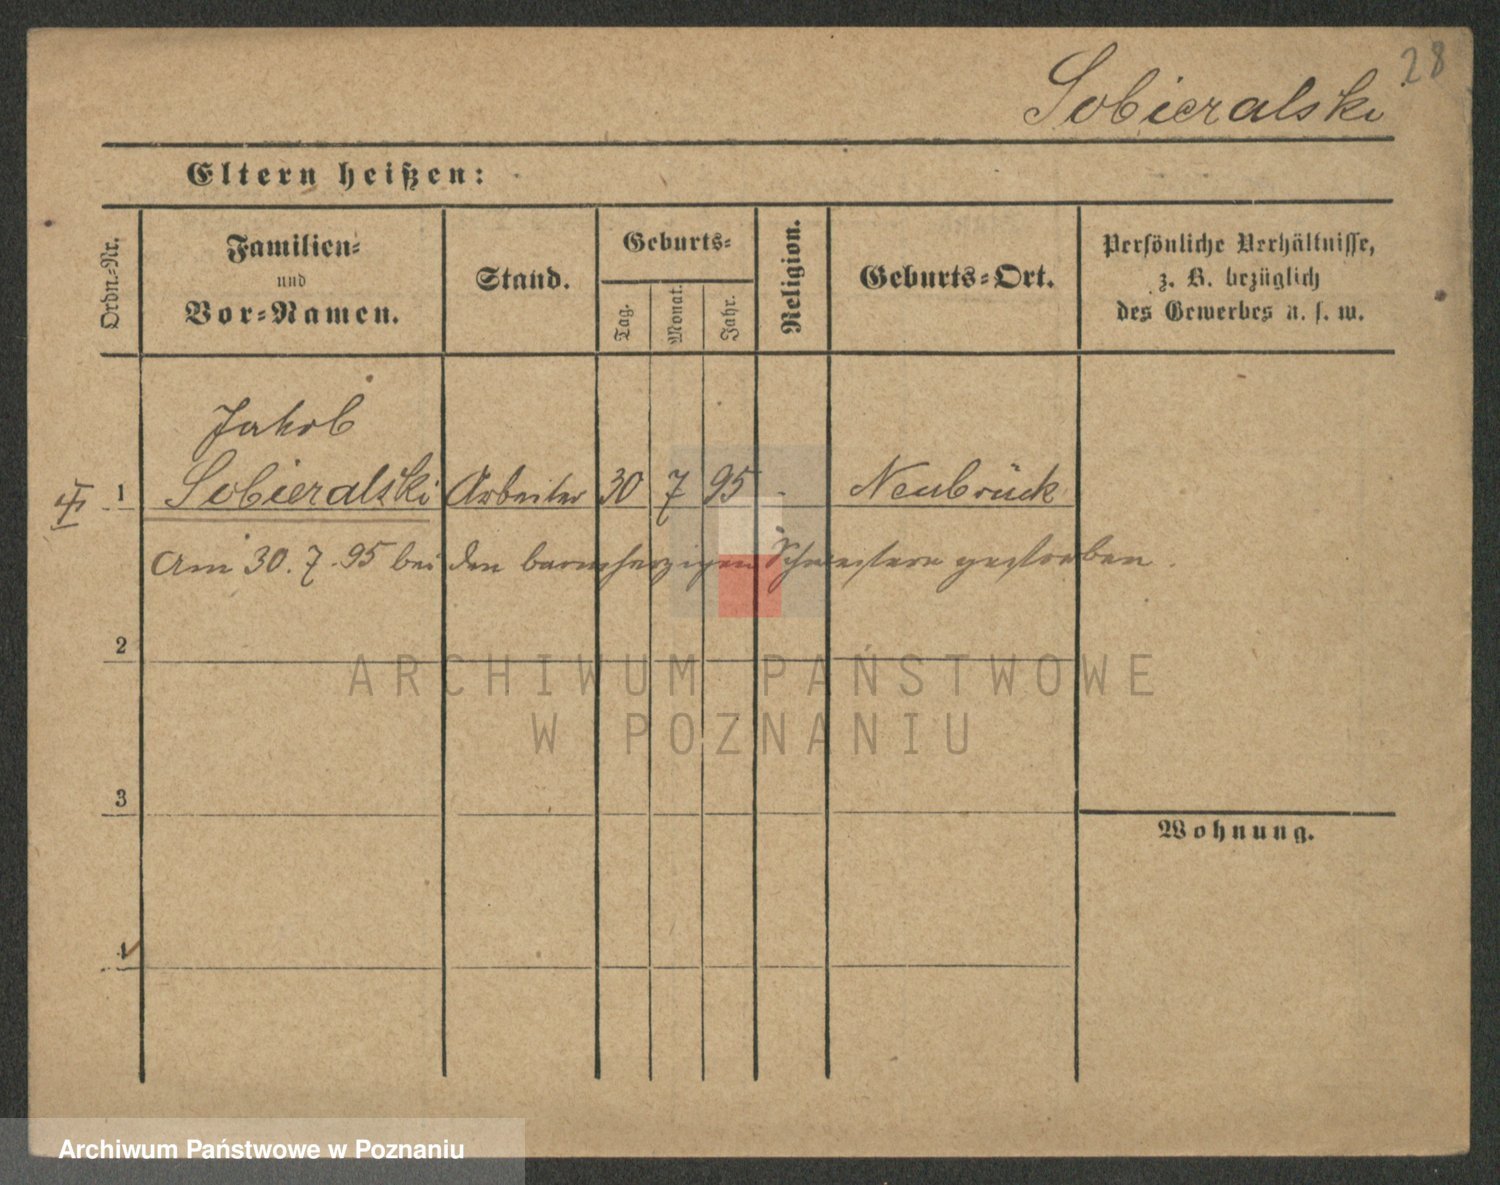 28
Sobieralski
Eltern heißen:
Ordn.-Nr.
Familien-
und
Vor-Namen.
Stand.
Geburts-
Tag.
Monat.
Jahr.
Religion.
Geburts-Ort.
Persönliche Verhältnisse,
z. B. bezüglich
des Gewerbes u. s. w.
Jakob
1 Sobieralski Arbeiter 30 7 95 - Neubrück
Am 30. 7. 95 bei den barmherzigen Schwestern gestorben.
2
ARCHIWUM PAŃSTWOWE
W POZNANIU
3
Wohnung.
4
Archiwum Państwowe w Poznaniu